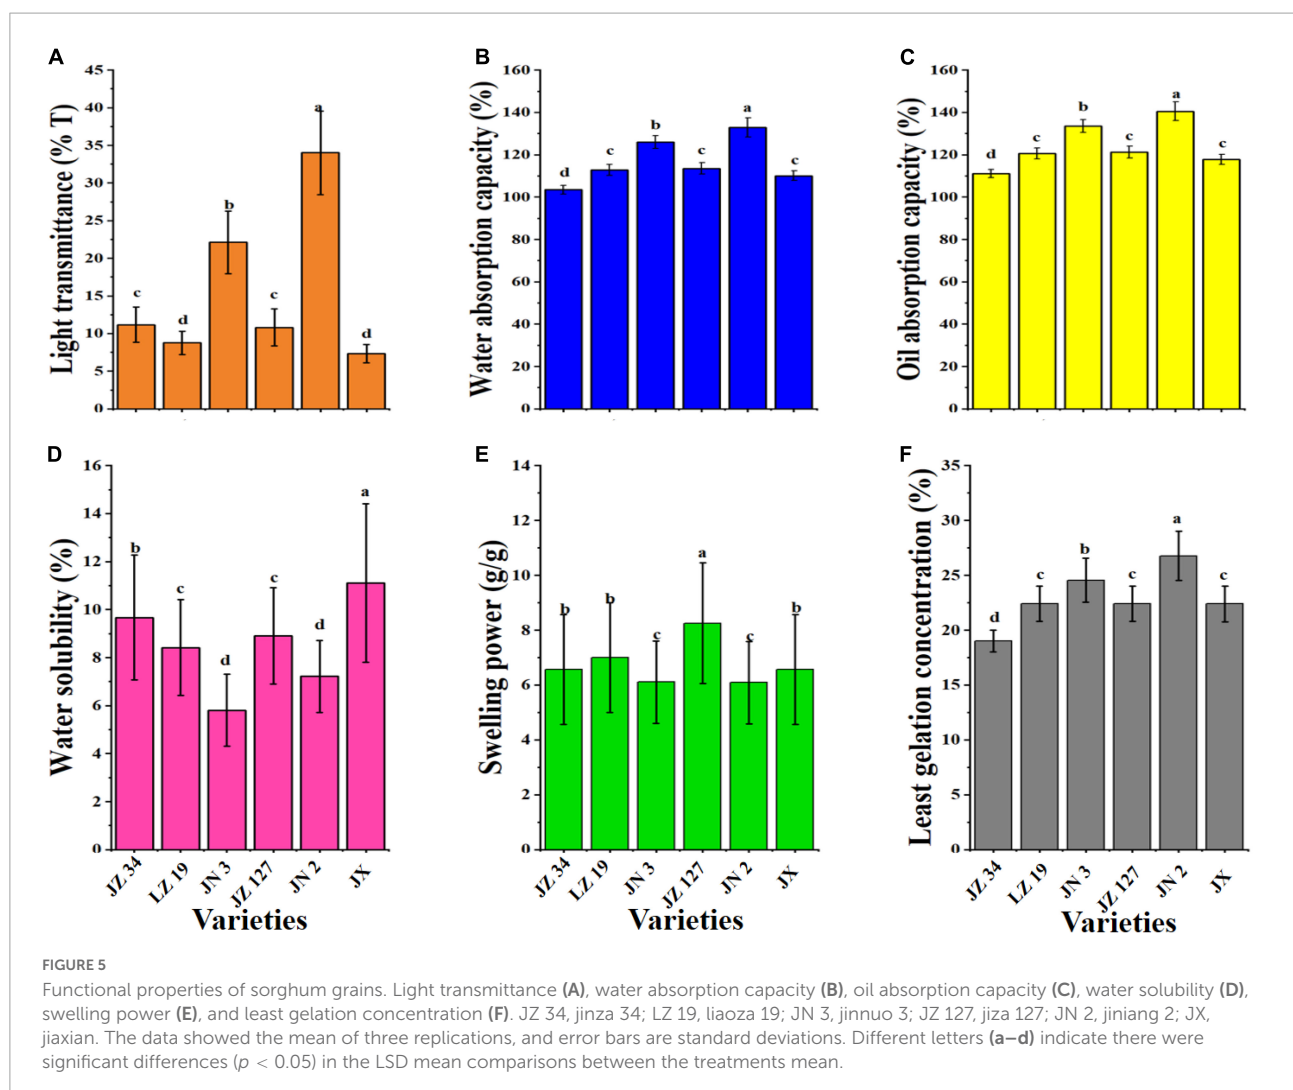 A
Light transmittance (% T)
45
40
35
30
25
20
15
10
5
0
c
d
b
c
a
d
B
Water absorption capacity (%)
160
140
120
100
80
60
40
20
0
d
c
b
c
a
c
C
Oil absorption capacity (%)
160
140
120
100
80
60
40
20
0
d
c
b
c
a
c
D
Water solubility (%)
16
14
12
10
8
6
4
2
0
b
c
d
c
d
a
JZ 34
LZ 19
JN 3
JZ 127
JN 2
JX
Varieties
E
Swelling power (g/g)
14
12
10
8
6
4
2
0
b
b
c
a
c
b
JZ 34
LZ 19
JN 3
JZ 127
JN 2
JX
Varieties
F
Least gelation concentration (%)
35
30
25
20
15
10
5
0
d
c
b
c
a
c
JZ 34
LZ 19
JN 3
JZ 127
JN 2
JX
Varieties
FIGURE 5
Functional properties of sorghum grains. Light transmittance (A), water absorption capacity (B), oil absorption capacity (C), water solubility (D),
swelling power (E), and least gelation concentration (F). JZ 34, jinza 34; LZ 19, liaoza 19; JN 3, jinnuo 3; JZ 127, jiza 127; JN 2, jiniang 2; JX,
jiaxian. The data showed the mean of three replications, and error bars are standard deviations. Different letters (a–d) indicate there were
significant differences (p < 0.05) in the LSD mean comparisons between the treatments mean.